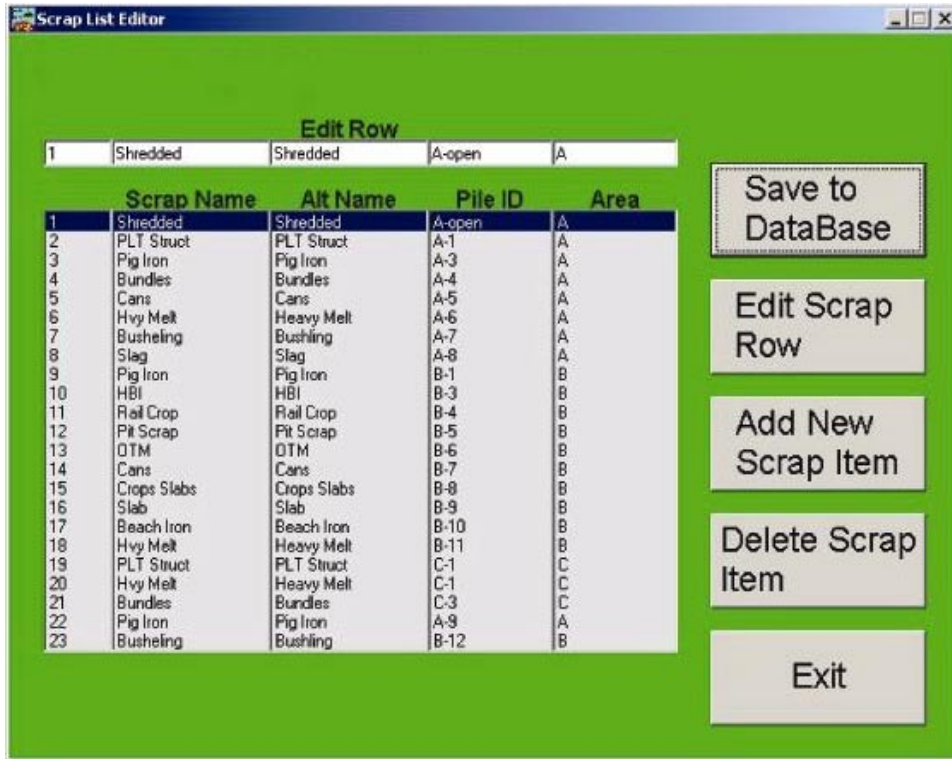 Scrap List Editor
Edit Row
1 Shredded Shredded A-open A
Scrap Name Alt Name Pile ID Area
1 Shredded Shredded A-open A
2 PLT Struct PLT Struct A-1 A
3 Pig Iron Pig Iron A-3 A
4 Bundles Bundles A-4 A
5 Cans Cans A-5 A
6 Hvy Melt Heavy Melt A-6 A
7 Busheling Bushling A-7 A
8 Slag Slag A-8 A
9 Pig Iron Pig Iron B-1 B
10 HBI HBI B-3 B
11 Rail Crop Rail Crop B-4 B
12 Pit Scrap Pit Scrap B-5 B
13 OTM OTM B-6 B
14 Cans Cans B-7 B
15 Crops Slabs Crops Slabs B-8 B
16 Slab Slab B-9 B
17 Beach Iron Beach Iron B-10 B
18 Hvy Melt Heavy Melt B-11 B
19 PLT Struct PLT Struct C-1 C
20 Hvy Melt Heavy Melt C-1 C
21 Bundles Bundles C-3 C
22 Pig Iron Pig Iron A-9 A
23 Busheling Bushling B-12 B
Save to
DataBase
Edit Scrap
Row
Add New
Scrap Item
Delete Scrap
Item
Exit